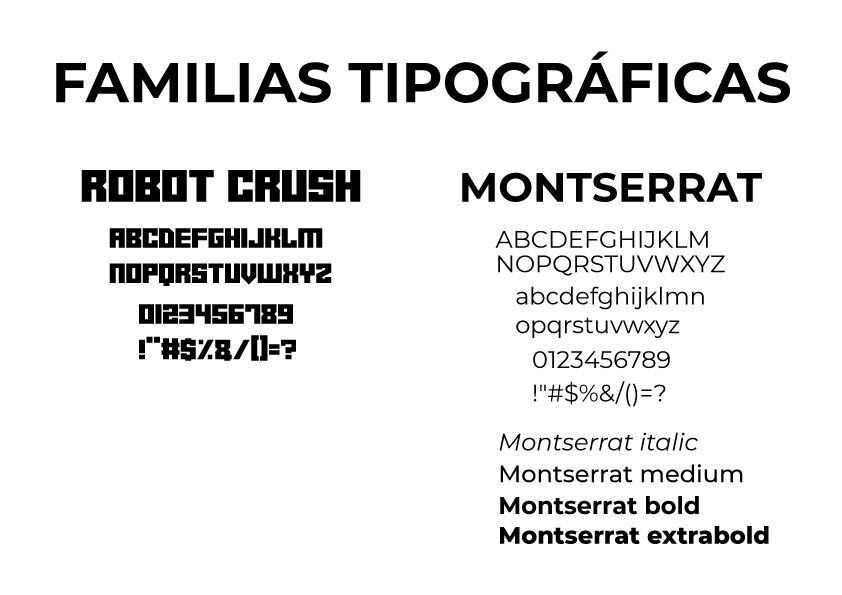 FAMILIAS TIPOGRÁFICAS
ROBOT CRUSH
ABCDEFGHIJKLM
NOPQRSTUVWXYZ
0123456789
!"#$%&/()=?
MONTSERRAT
ABCDEFGHIJKLM
NOPQRSTUVWXYZ
abcdefghijklmn
opqrstuvwxyz
0123456789
!"#$%&/()=?
Montserrat italic
Montserrat medium
Montserrat bold
Montserrat extrabold